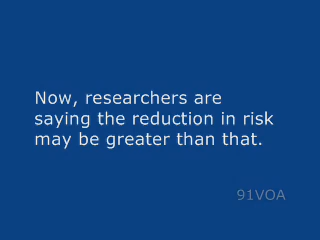 Now, researchers are
saying the reduction in risk
may be greater than that.
91VOA